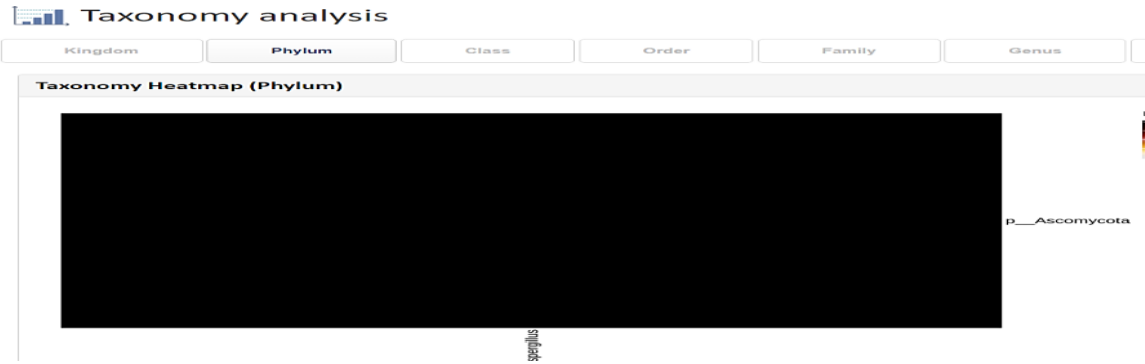 Taxonomy analysis
Kingdom Phylum Class Order Family Genus
Taxonomy Heatmap (Phylum)
p__Ascomycota